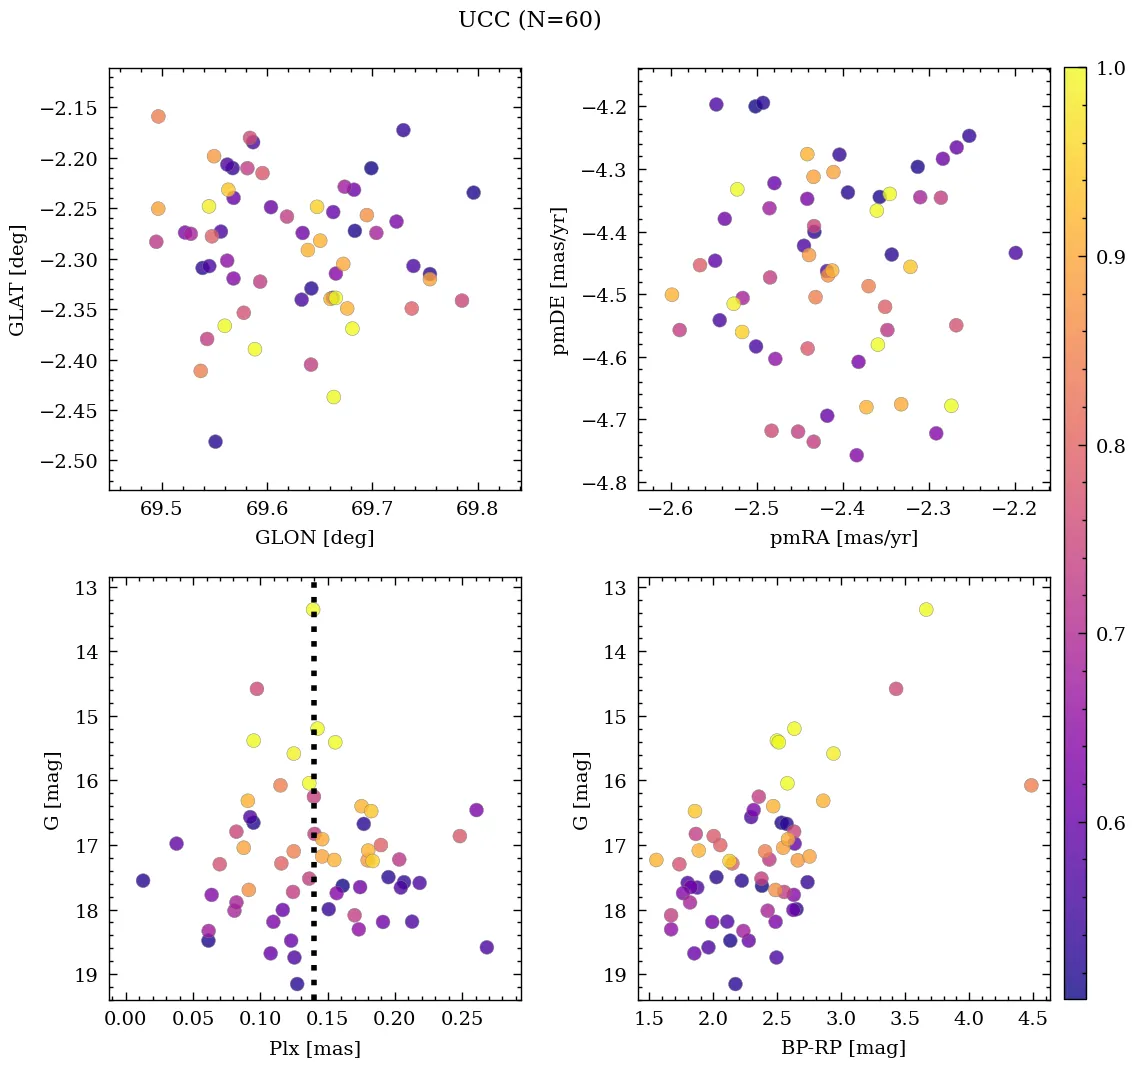 UCC (N=60)
−2.15
−2.20
−2.25
−2.30
−2.35
−2.40
−2.45
−2.50
GLAT [deg]
69.5 69.6 69.7 69.8
GLON [deg]
−4.2
−4.3
−4.4
−4.5
−4.6
−4.7
−4.8
pmDE [mas/yr]
−2.6 −2.5 −2.4 −2.3 −2.2
pmRA [mas/yr]
13
14
15
16
17
18
19
G [mag]
0.00 0.05 0.10 0.15 0.20 0.25
Plx [mas]
13
14
15
16
17
18
19
G [mag]
1.5 2.0 2.5 3.0 3.5 4.0 4.5
BP-RP [mag]
1.0
0.9
0.8
0.7
0.6